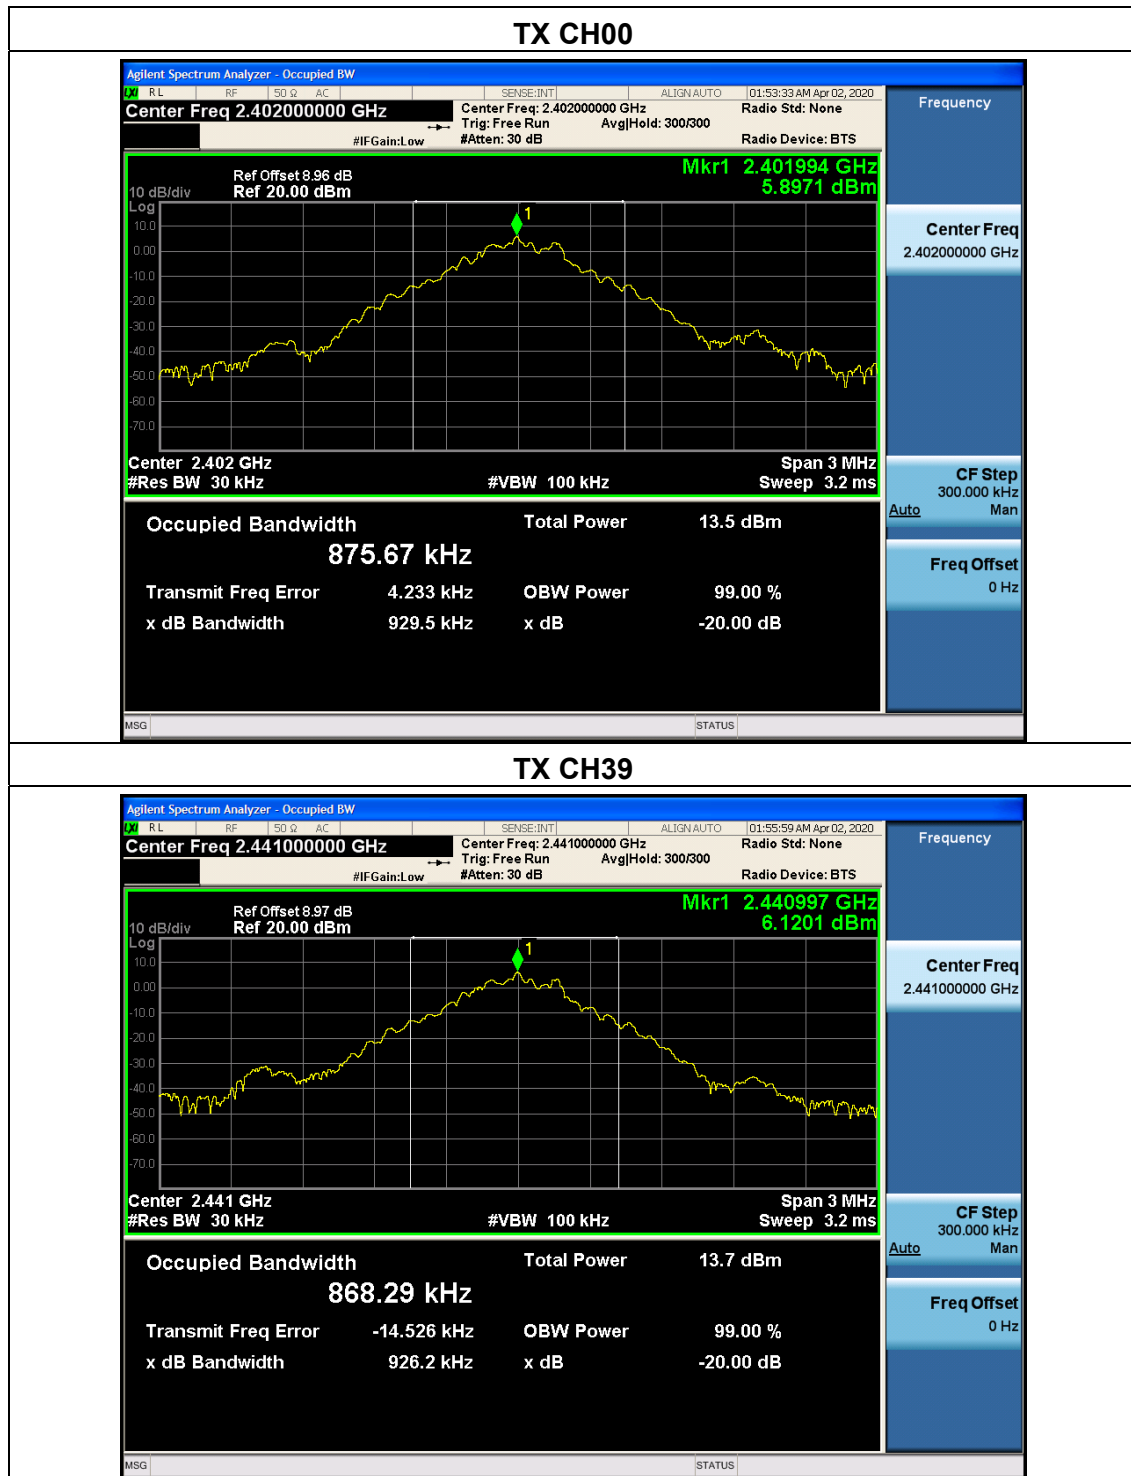 TX CH00
Agilent Spectrum Analyzer - Occupied BW
LXI RL RF 50 Ω AC SENSE:INT ALIGN AUTO 01:53:33 AM Apr 02, 2020
Center Freq 2.402000000 GHz Center Freq: 2.402000000 GHz Radio Std: None Frequency
Trig: Free Run Avg|Hold: 300/300
#IFGain:Low #Atten: 30 dB Radio Device: BTS
Mkr1 2.401994 GHz
Ref Offset 8.96 dB
10 dB/div Ref 20.00 dBm 5.8971 dBm
Log
1
10.0
Center Freq
2.402000000 GHz
0.00
-10.0
-20.0
-30.0
-40.0
-50.0
-60.0
-70.0
Center 2.402 GHz Span 3 MHz
#Res BW 30 kHz #VBW 100 kHz Sweep 3.2 ms
CF Step
300.000 kHz
Auto Man
Occupied Bandwidth Total Power 13.5 dBm
875.67 kHz
Freq Offset
0 Hz
Transmit Freq Error 4.233 kHz OBW Power 99.00 %
x dB Bandwidth 929.5 kHz x dB -20.00 dB
MSG STATUS
TX CH39
Agilent Spectrum Analyzer - Occupied BW
LXI RL RF 50 Ω AC SENSE:INT ALIGN AUTO 01:55:59 AM Apr 02, 2020
Center Freq 2.441000000 GHz Center Freq: 2.441000000 GHz Radio Std: None Frequency
Trig: Free Run Avg|Hold: 300/300
#IFGain:Low #Atten: 30 dB Radio Device: BTS
Mkr1 2.440997 GHz
Ref Offset 8.97 dB
10 dB/div Ref 20.00 dBm 6.1201 dBm
Log
1
10.0
Center Freq
2.441000000 GHz
0.00
-10.0
-20.0
-30.0
-40.0
-50.0
-60.0
-70.0
Center 2.441 GHz Span 3 MHz
#Res BW 30 kHz #VBW 100 kHz Sweep 3.2 ms
CF Step
300.000 kHz
Auto Man
Occupied Bandwidth Total Power 13.7 dBm
868.29 kHz
Freq Offset
0 Hz
Transmit Freq Error -14.526 kHz OBW Power 99.00 %
x dB Bandwidth 926.2 kHz x dB -20.00 dB
MSG STATUS